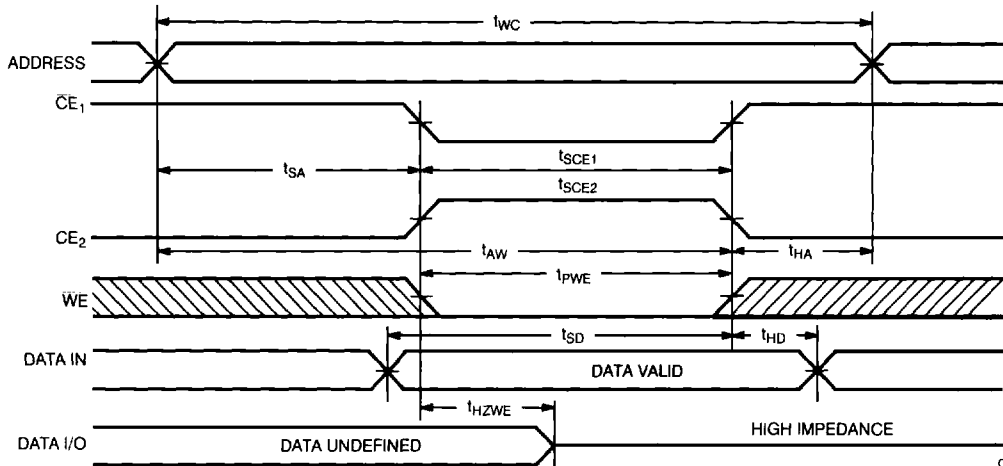 tWC
ADDRESS
CE1
tSA
tSCE1
tSCE2
CE2
tAW
tHA
tPWE
WE
tSD
tHD
DATA IN
DATA VALID
tHZWE
DATA I/O
DATA UNDEFINED
HIGH IMPEDANCE